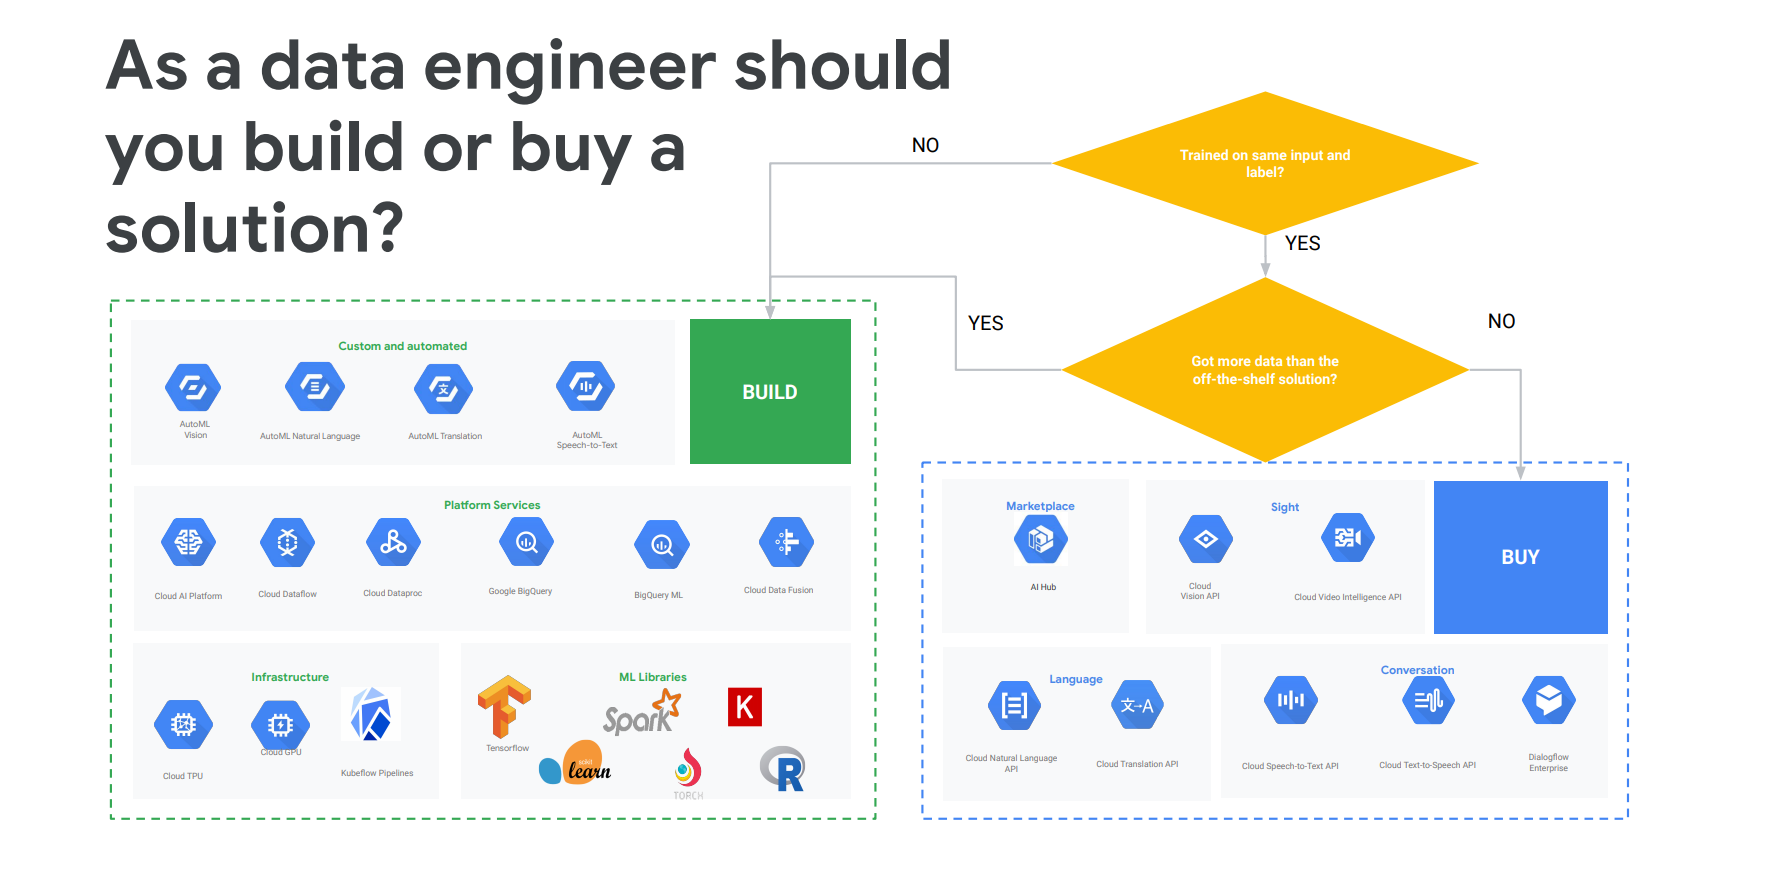 As a data engineer should
you build or buy a
solution?
Trained on same input and
label?
NO
YES
Got more data than the
off-the-shelf solution?
YES
NO
BUILD
Custom and automated
AutoML
Vision
AutoML Natural Language
AutoML Translation
AutoML
Speech-to-Text
Platform Services
Cloud AI Platform
Cloud Dataflow
Cloud Dataproc
Google BigQuery
BigQuery ML
Cloud Data Fusion
Infrastructure
Cloud TPU
Cloud GPU
Kubeflow Pipelines
ML Libraries
Tensorflow
Spark
K
scikit
learn
TORCH
R
BUY
Marketplace
AI Hub
Sight
Cloud
Vision API
Cloud Video Intelligence API
Language
Cloud Natural Language
API
文→A
Cloud Translation API
Conversation
Cloud Speech-to-Text API
Cloud Text-to-Speech API
Dialogflow
Enterprise